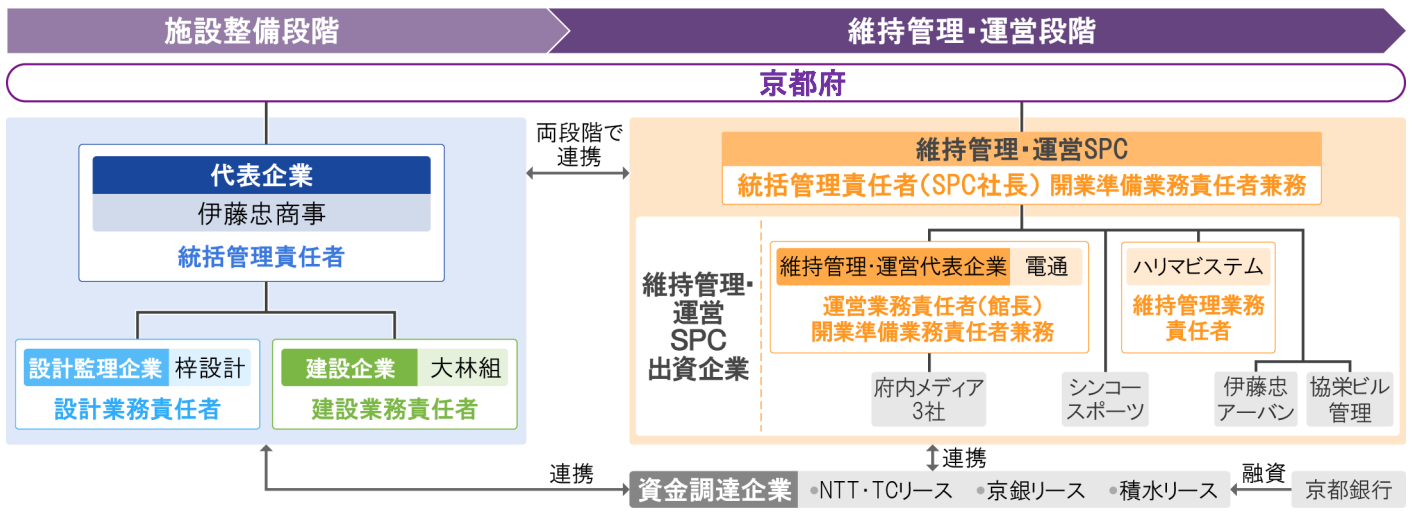 施設整備段階
維持管理・運営段階
京都府
代表企業
伊藤忠商事
統括管理責任者
設計監理企業 梓設計
設計業務責任者
建設企業 大林組
建設業務責任者
両段階で
連携
維持管理・運営SPC
統括管理責任者(SPC社長) 開業準備業務責任者兼務
維持管理・
運営
SPC
出資企業
維持管理・運営代表企業 電通
運営業務責任者(館長)
開業準備業務責任者兼務
ハリマビステム
維持管理業務
責任者
府内メディア
3社
シンコー
スポーツ
伊藤忠
アーバン
協栄ビル
管理
連携
連携
資金調達企業 •NTT・TCリース •京銀リース •積水リース
融資
京都銀行